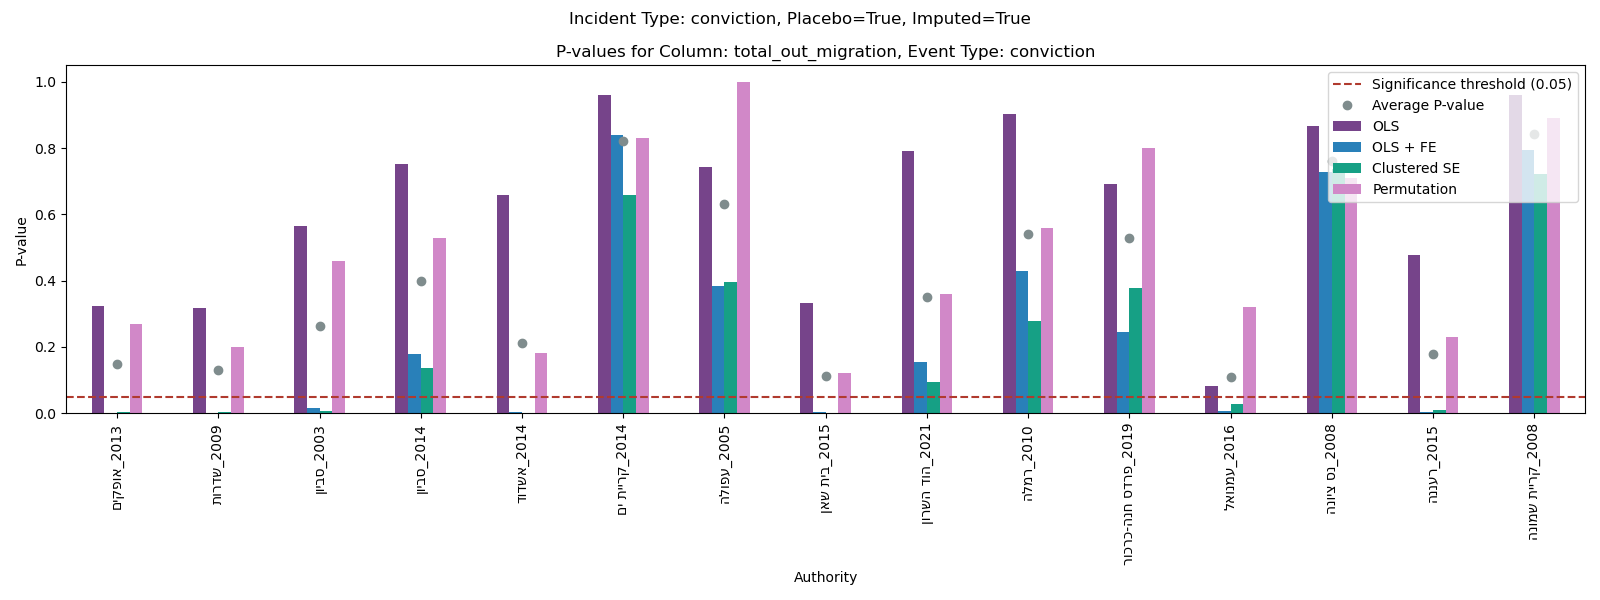 Incident Type: conviction, Placebo=True, Imputed=True
P-values for Column: total_out_migration, Event Type: conviction
Significance threshold (0.05)
Average P-value
OLS
OLS + FE
Clustered SE
Permutation
P-value
1.0
0.8
0.6
0.4
0.2
0.0
אופקים_2013
שדרות_2009
סביון_2003
סביון_2014
אשדוד_2014
קריית ים_2014
עפולה_2005
בית שאן_2015
הוד השרון_2021
רמלה_2010
פרדס חנה-כרכור_2019
עמנואל_2016
נס ציונה_2008
רעננה_2015
קריית שמונה_2008
Authority